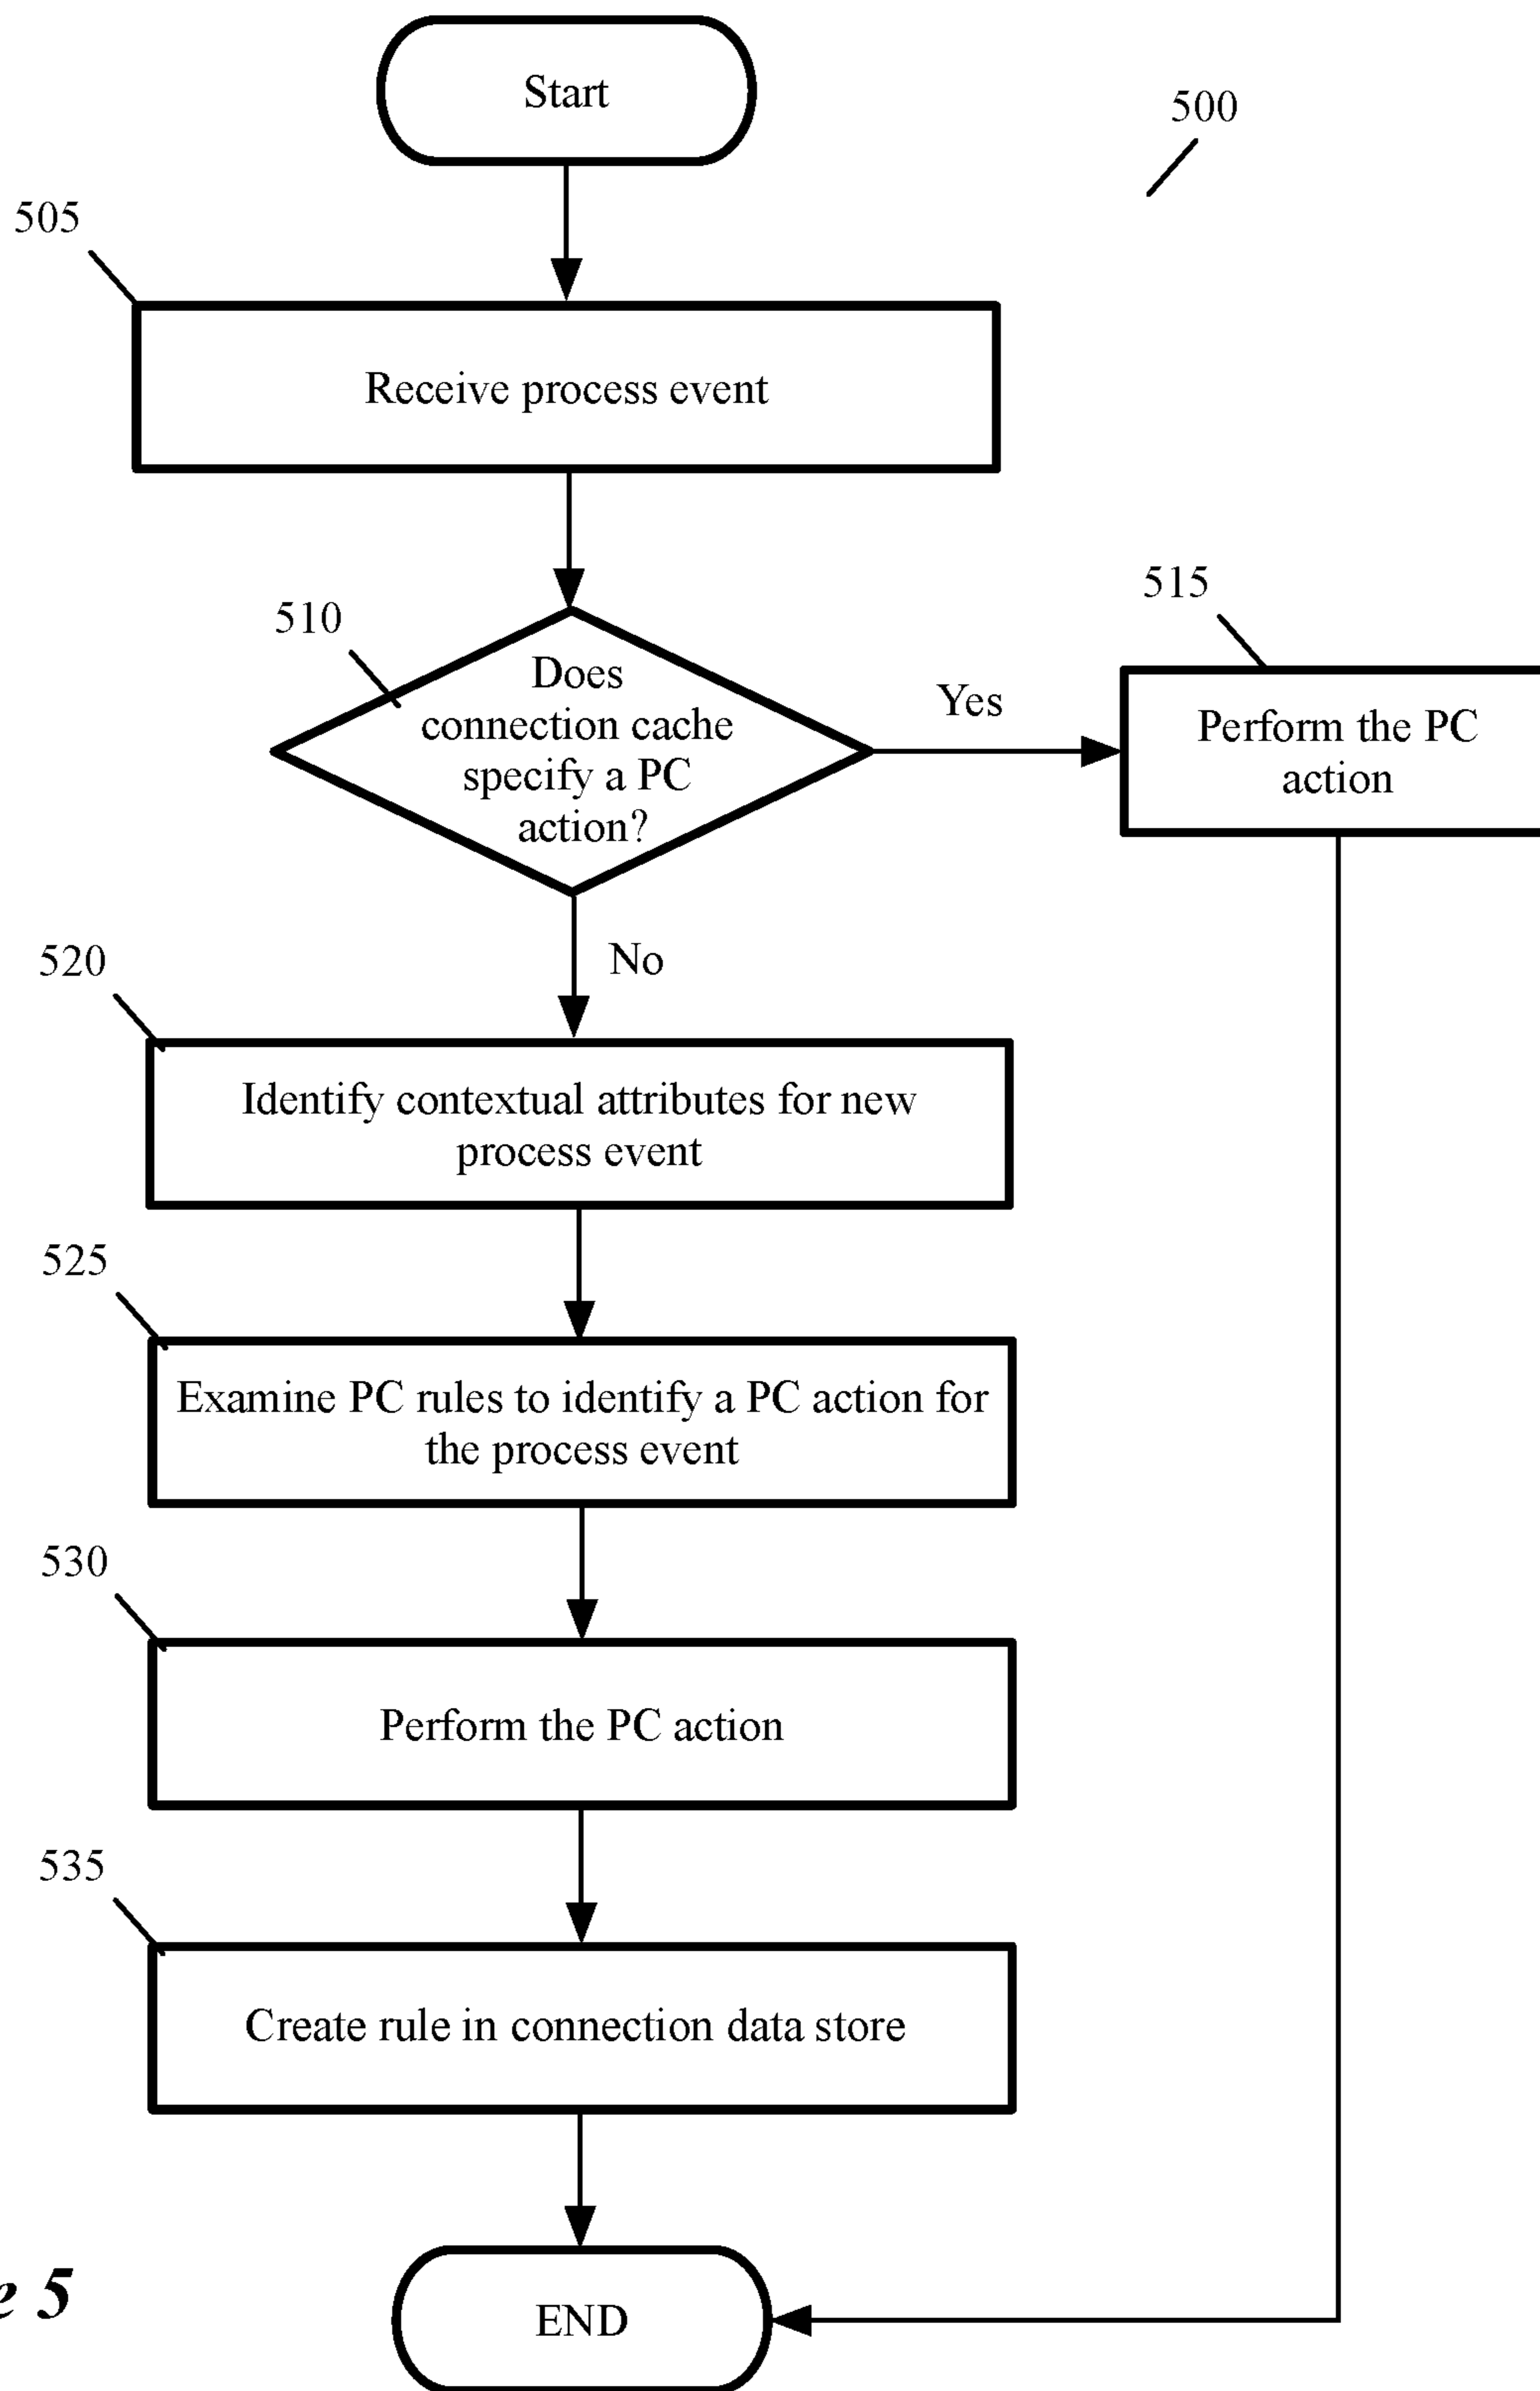 Start
500
505
Receive process event
510
Does
connection cache
specify a PC
action?
Yes
515
Perform the PC
action
No
520
Identify contextual attributes for new
process event
525
Examine PC rules to identify a PC action for
the process event
530
Perform the PC action
535
Create rule in connection data store
END
e 5